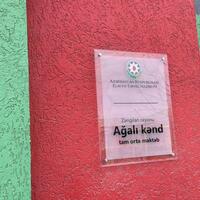 AZƏRBAYCAN RESPUBLİKASI
ELM VƏ TƏHSİL NAZİRLİYİ
Zəngilan rayonu
Ağalı kənd
tam orta məktəb